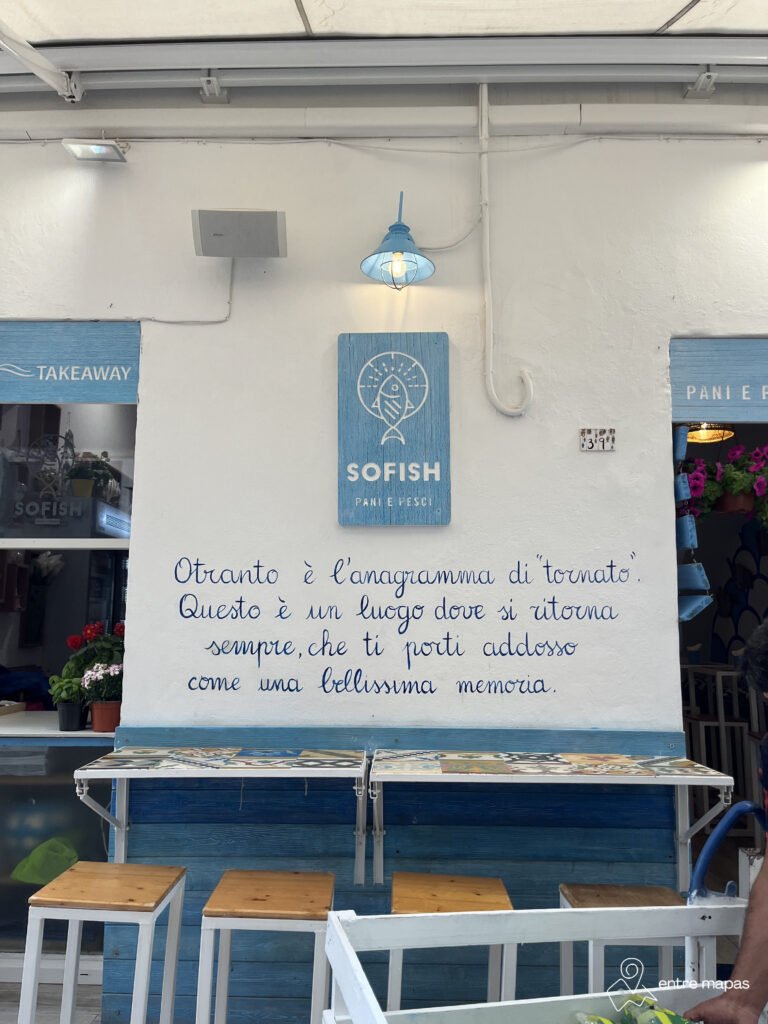 TAKEAWAY
SOFISH
PANI E PESCI
PANI E P
39
SOFISH
Otranto è l'anagramma di "tornato".
Questo è un luogo dove si ritorna
sempre, che ti porti addosso
come una bellissima memoria.
entre mapas